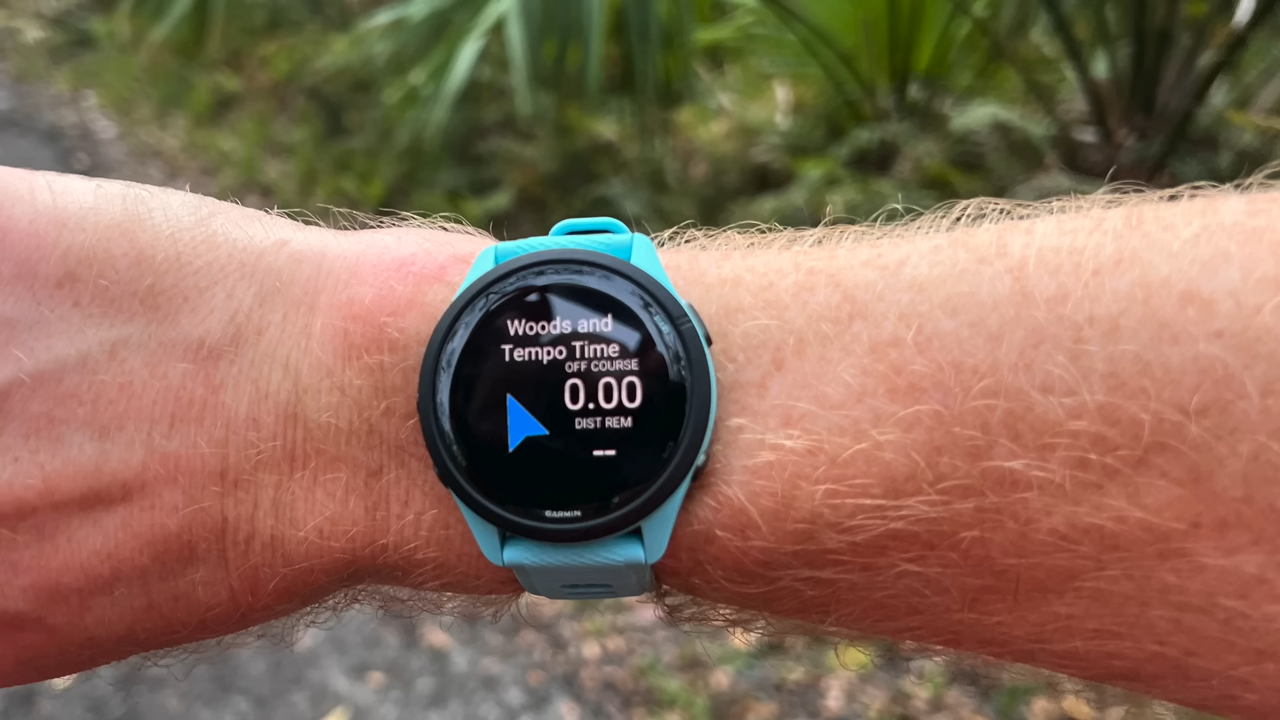 Woods and
Tempo Time
OFF COURSE
0.00
DIST REM
--
GARMIN